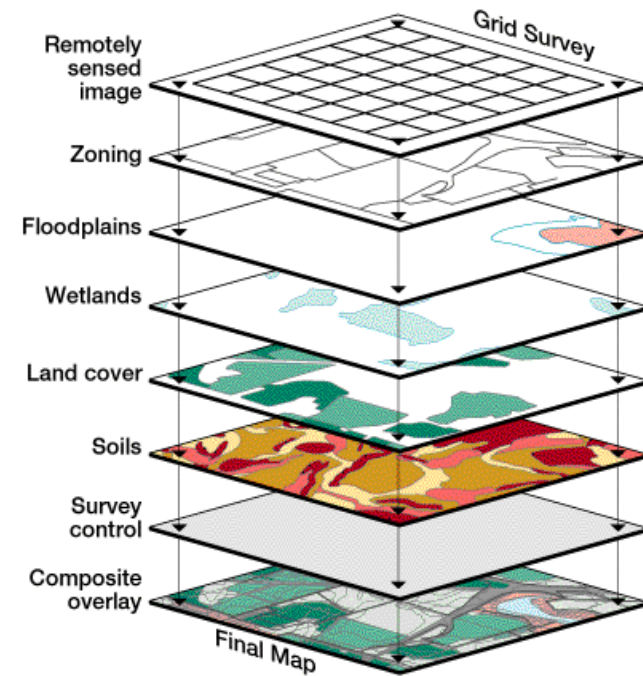 Grid Survey
Remotely
sensed
image
Zoning
Floodplains
Wetlands
Land cover
Soils
Survey
control
Composite
overlay
Final Map